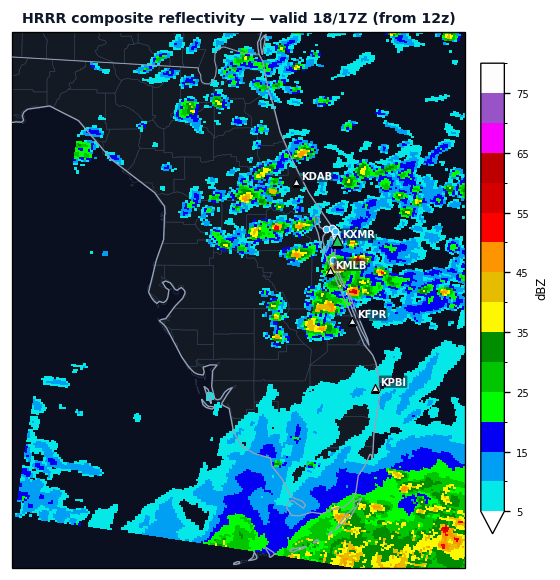 HRRR composite reflectivity — valid 18/17Z (from 12z)
75
65
KDAB
55
KXMR
KMLB
45
dBZ
KFPR
35
KPBI
25
15
5